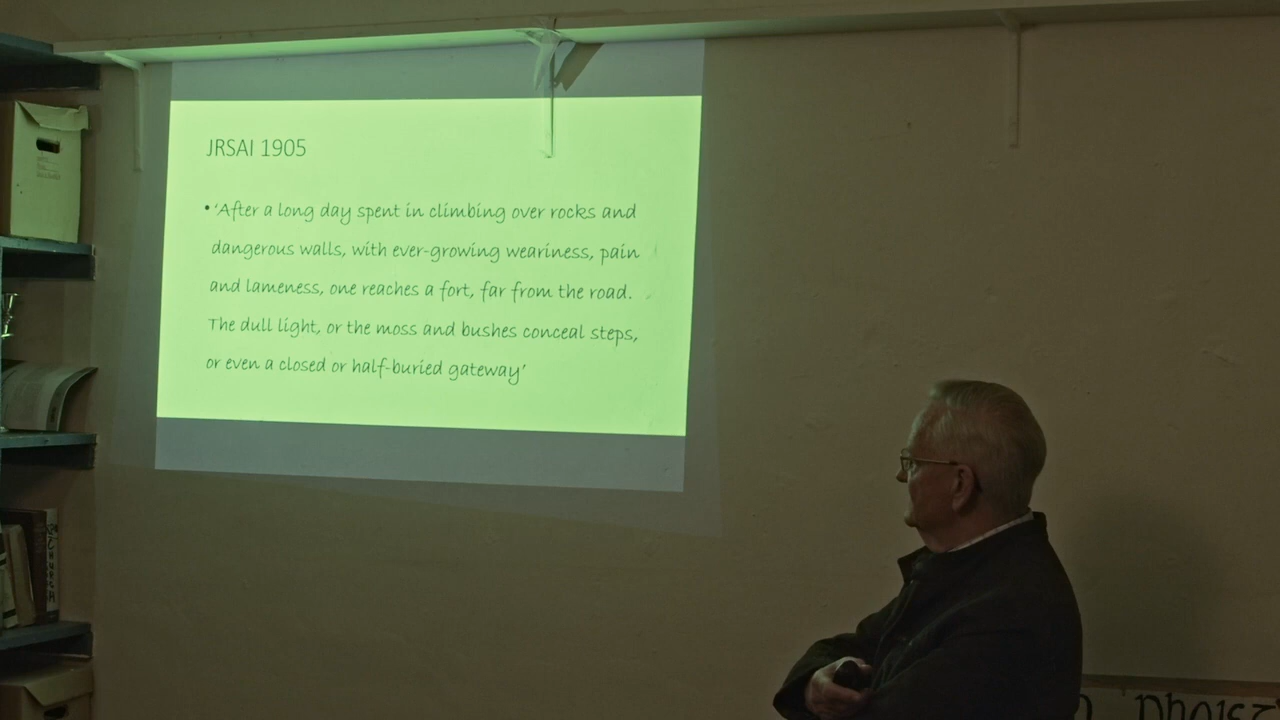 JRSAI 1905
• 'After a long day spent in climbing over rocks and
dangerous walls, with ever-growing weariness, pain
and lameness, one reaches a fort, far from the road.
The dull light, or the moss and bushes conceal steps,
or even a closed or half-buried gateway'
CHURCH